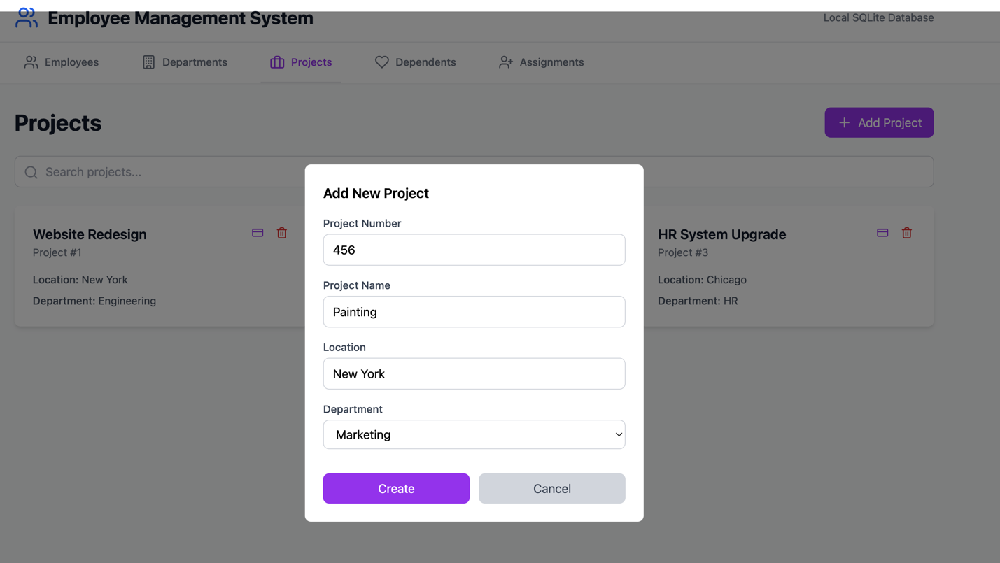 Employee Management System
Local SQLite Database
Employees
Departments
Projects
Dependents
Assignments
Projects
Add Project
Search projects...
Website Redesign
Project #1
Location: New York
Department: Engineering
HR System Upgrade
Project #3
Location: Chicago
Department: HR
Add New Project
Project Number
456
Project Name
Painting
Location
New York
Department
Marketing
Create
Cancel